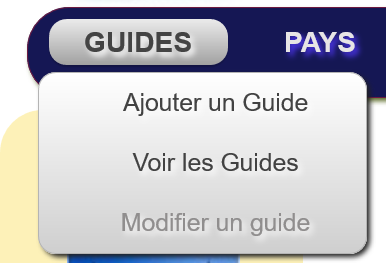 GUIDES PAYS
Ajouter un Guide
Voir les Guides
Modifier un guide